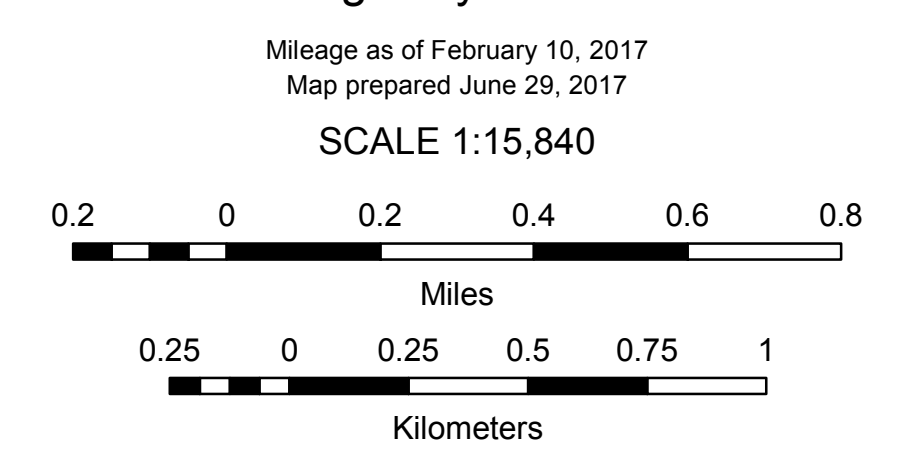 Mileage as of February 10, 2017
Map prepared June 29, 2017
SCALE 1:15,840
0.2 0 0.2 0.4 0.6 0.8
Miles
0.25 0 0.25 0.5 0.75 1
Kilometers